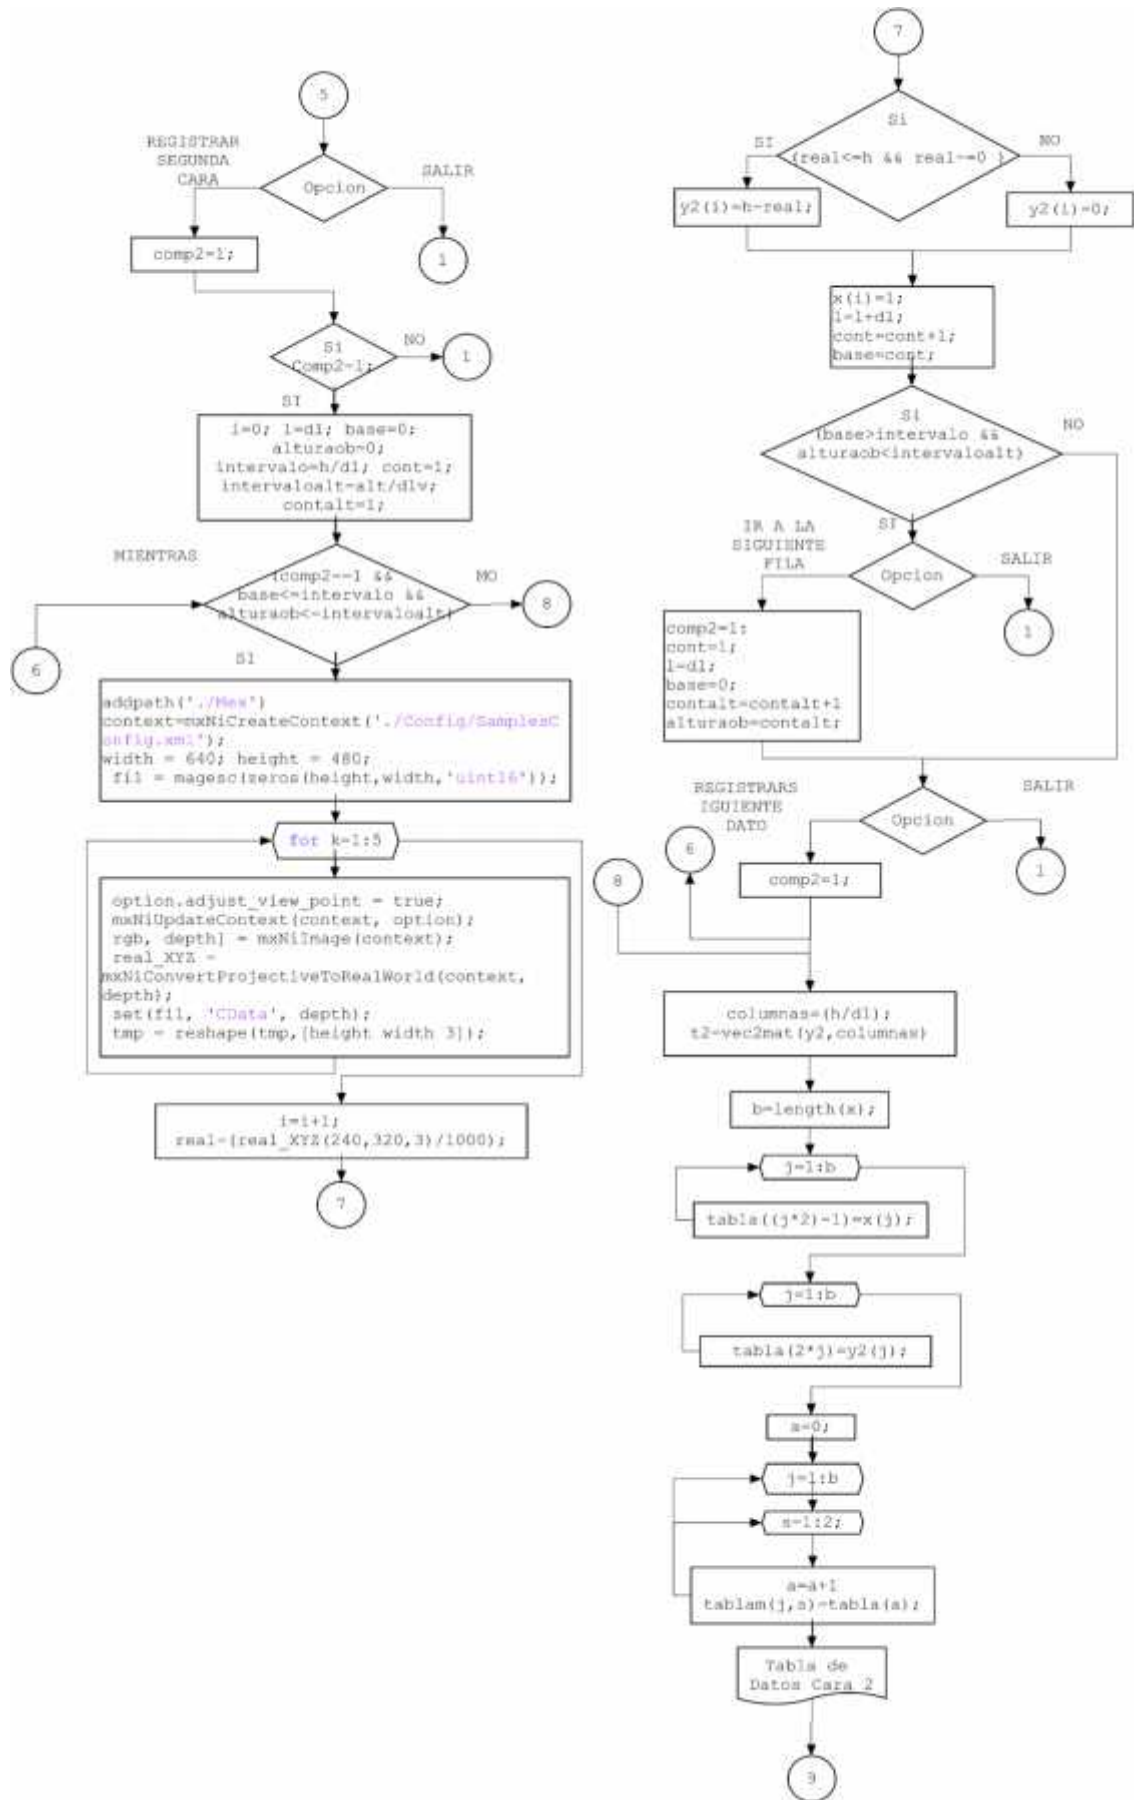 5
REGISTRAR
SEGUNDA
CARA
SALIR
Opcion
comp2=1;
1
Si
Comp2=1;
NO
1
SI
i=0; l=dl; base=0;
alturaob=0;
intervalo=h/dl; cont=1;
intervaloalt=alt/dlv;
contalt=1;
MIENTRAS
(comp2==1 &&
base<=intervalo &&
alturaob<=intervaloalt)
MO
8
6
SI
addpath('./Mex')
context=mxNiCreateContext('./Config/SamplesC
onfig.xml');
width = 640; height = 480;
fi1 = magesc(zeros(height,width,'uint16'));
for k=1:5
option.adjust_view_point = true;
mxNiUpdateContext(context, option);
rgb, depth] = mxNiImage(context);
real_XYZ =
mxNiConvertProjectiveToRealWorld(context,
depth);
set(fi1, 'CData', depth);
tmp = reshape(tmp,[height width 3]);
i=i+1;
real=(real_XYZ(240,320,3)/1000);
7
7
Si
(real<=h && real~=0 )
SI
NO
y2(i)=h-real;
y2(i)=0;
x(i)=l;
l=l+dl;
cont=cont+1;
base=cont;
Si
(base>intervalo &&
alturaob<intervaloalt)
NO
SI
IR A LA
SIGUIENTE
FILA
Opcion
SALIR
1
comp2=1;
cont=1;
l=dl;
base=0;
contalt=contalt+1
alturaob=contalt;
REGISTRARS
IGUIENTE
DATO
Opcion
SALIR
1
6
8
comp2=1;
columnas=(h/dl);
t2=vec2mat(y2,columnas)
b=length(x);
j=1:b
tabla((j*2)-1)=x(j);
j=1:b
tabla(2*j)=y2(j);
a=0;
j=1:b
s=1:2;
a=a+1
tablam(j,s)=tabla(a);
Tabla de
Datos Cara 2
9